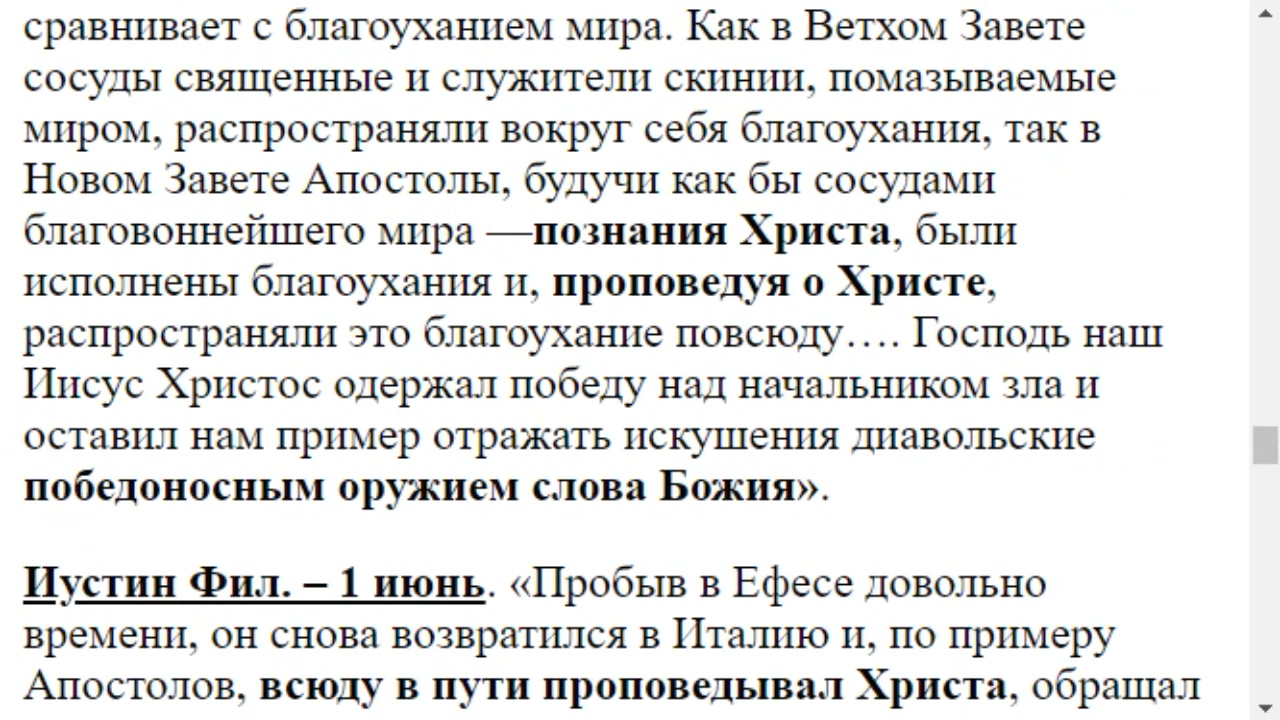 сравнивает с благоуханием мира. Как в Ветхом Завете
сосуды священные и служители скинии, помазываемые
миром, распространяли вокруг себя благоухания, так в
Новом Завете Апостолы, будучи как бы сосудами
благовоннейшего мира —познания Христа, были
исполнены благоухания и, проповедуя о Христе,
распространяли это благоухание повсюду…. Господь наш
Иисус Христос одержал победу над начальником зла и
оставил нам пример отражать искушения диавольские
победоносным оружием слова Божия».
Иустин Фил. – 1 июнь. «Пробыв в Ефесе довольно
времени, он снова возвратился в Италию и, по примеру
Апостолов, всюду в пути проповедывал Христа, обращал